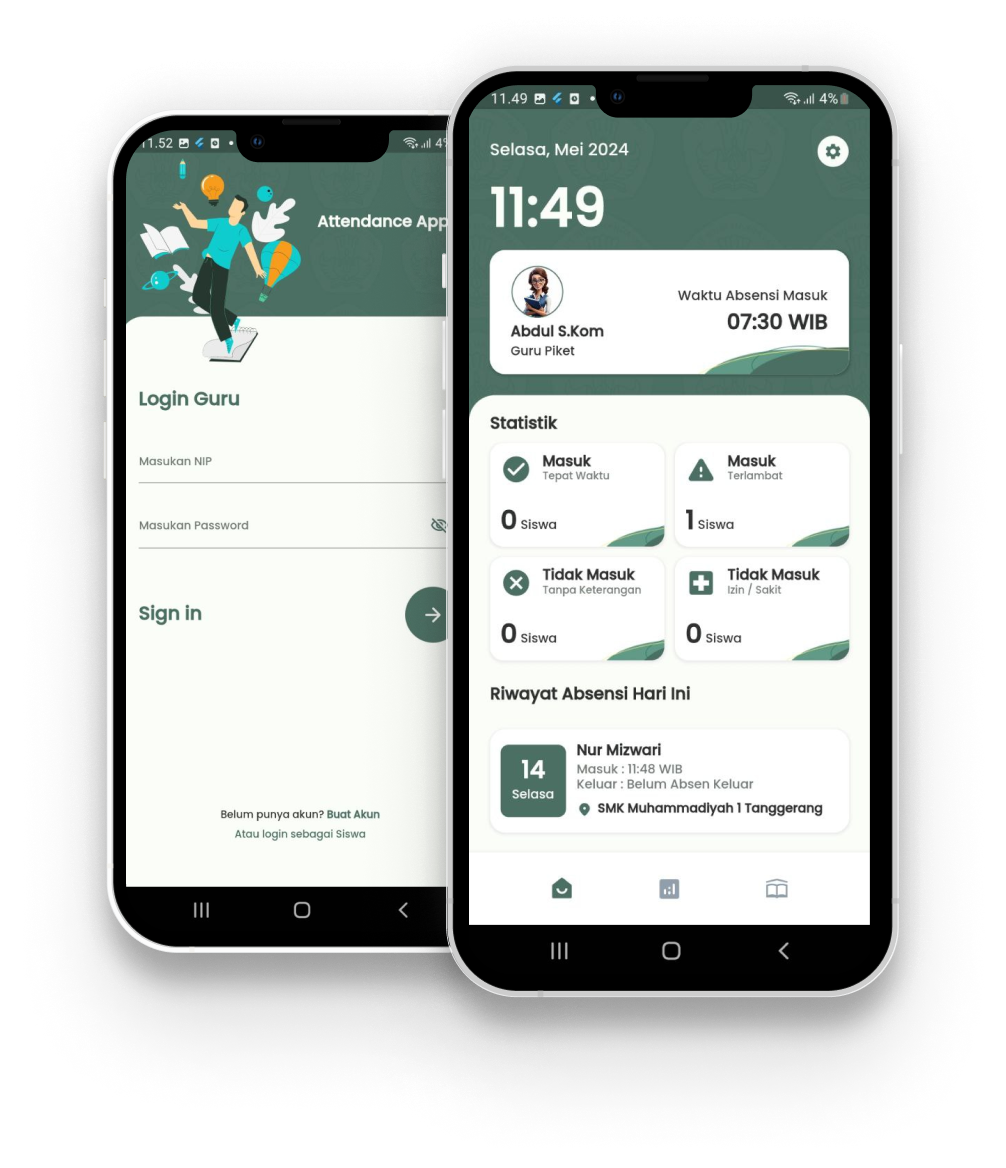 11.52
4
Attendance App
Login Guru
Masukan NIP
Masukan Password
Sign in
Belum punya akun? Buat Akun
Atau login sebagai Siswa
11.49
4%
Selasa, Mei 2024
11:49
Waktu Absensi Masuk
07:30 WIB
Abdul S.Kom
Guru Piket
Statistik
Masuk
Tepat Waktu
0 Siswa
Masuk
Terlambat
1 Siswa
Tidak Masuk
Tanpa Keterangan
0 Siswa
Tidak Masuk
Izin / Sakit
0 Siswa
Riwayat Absensi Hari Ini
14
Selasa
Nur Mizwari
Masuk : 11:48 WIB
Keluar : Belum Absen Keluar
SMK Muhammadiyah 1 Tanggerang